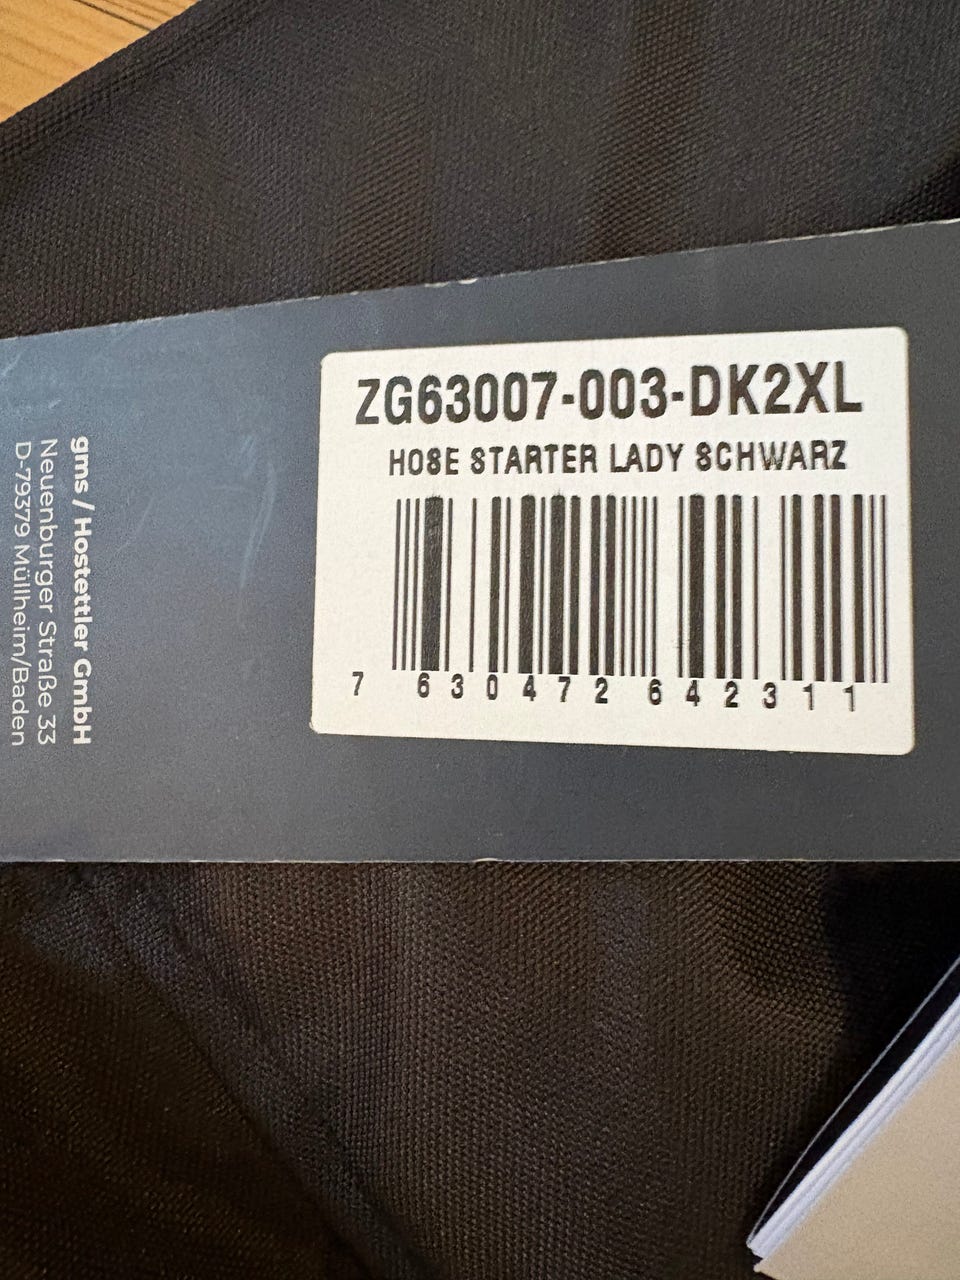 ZG63007-003-DK2XL
HOSE STARTER LADY SCHWARZ
7 630472 642311
gms / Hostettler GmbH
Neuenburger Straße 33
D-79379 Müllheim/Baden